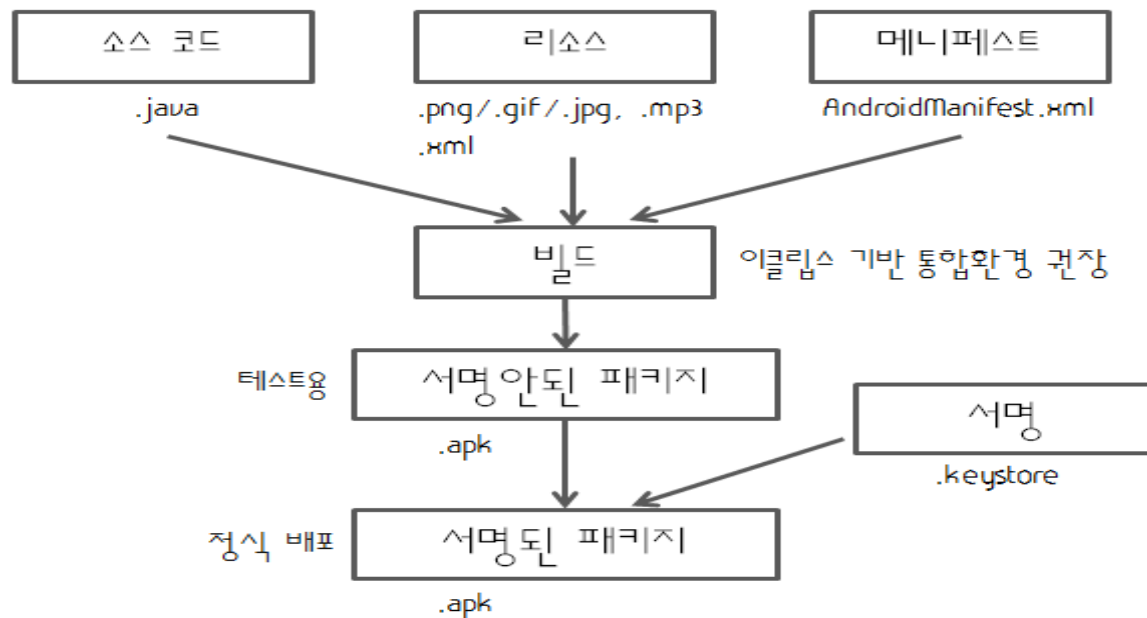 소스 코드
리소스
메니페스트
.java
.png/.gif/.jpg, .mp3
.xml
AndroidManifest.xml
빌드
이클립스 기반 통합환경 권장
테스트용
서명안된 패키지
.apk
서명
.keystore
정식 배포
서명된 패키지
.apk